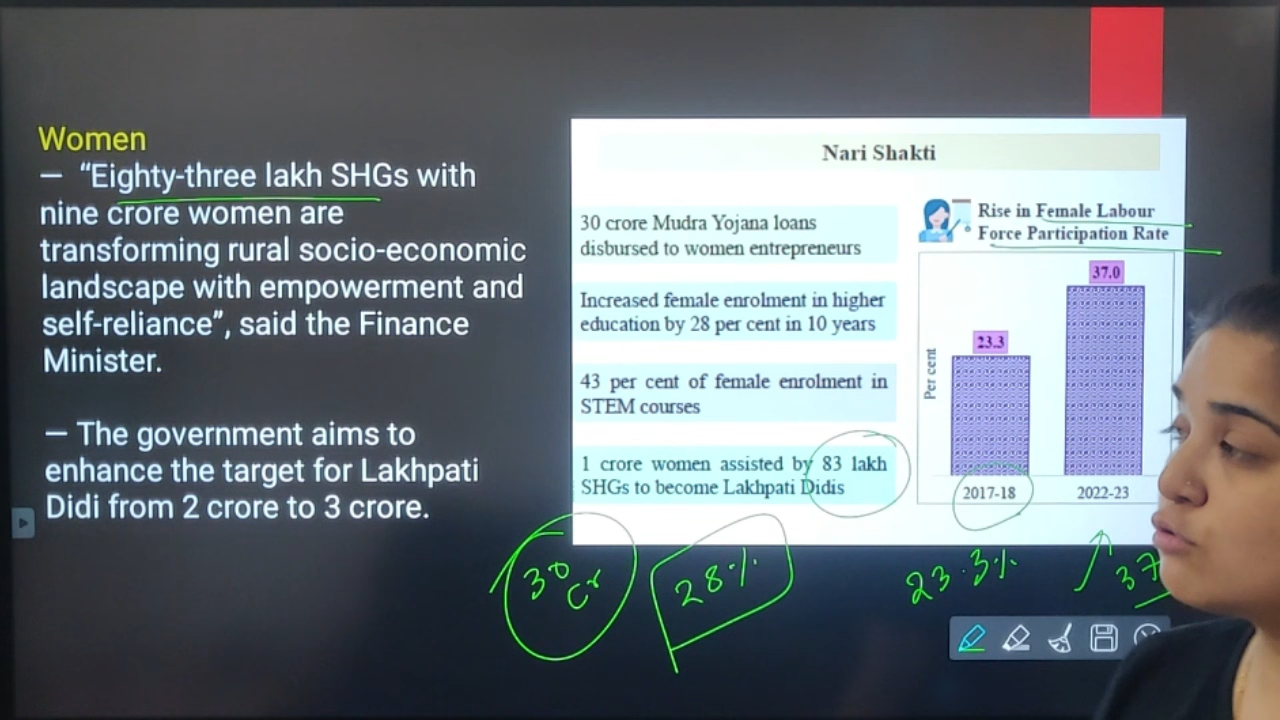 Women
— “Eighty-three lakh SHGs with
nine crore women are
transforming rural socio-economic
landscape with empowerment and
self-reliance”, said the Finance
Minister.
— The government aims to
enhance the target for Lakhpati
Didi from 2 crore to 3 crore.
Nari Shakti
30 crore Mudra Yojana loans
disbursed to women entrepreneurs
Increased female enrolment in higher
education by 28 per cent in 10 years
43 per cent of female enrolment in
STEM courses
1 crore women assisted by 83 lakh
SHGs to become Lakhpati Didis
Rise in Female Labour
Force Participation Rate
Per cent
37.0
23.3
2017-18
2022-23
30
Cr
28%
23.3%
37